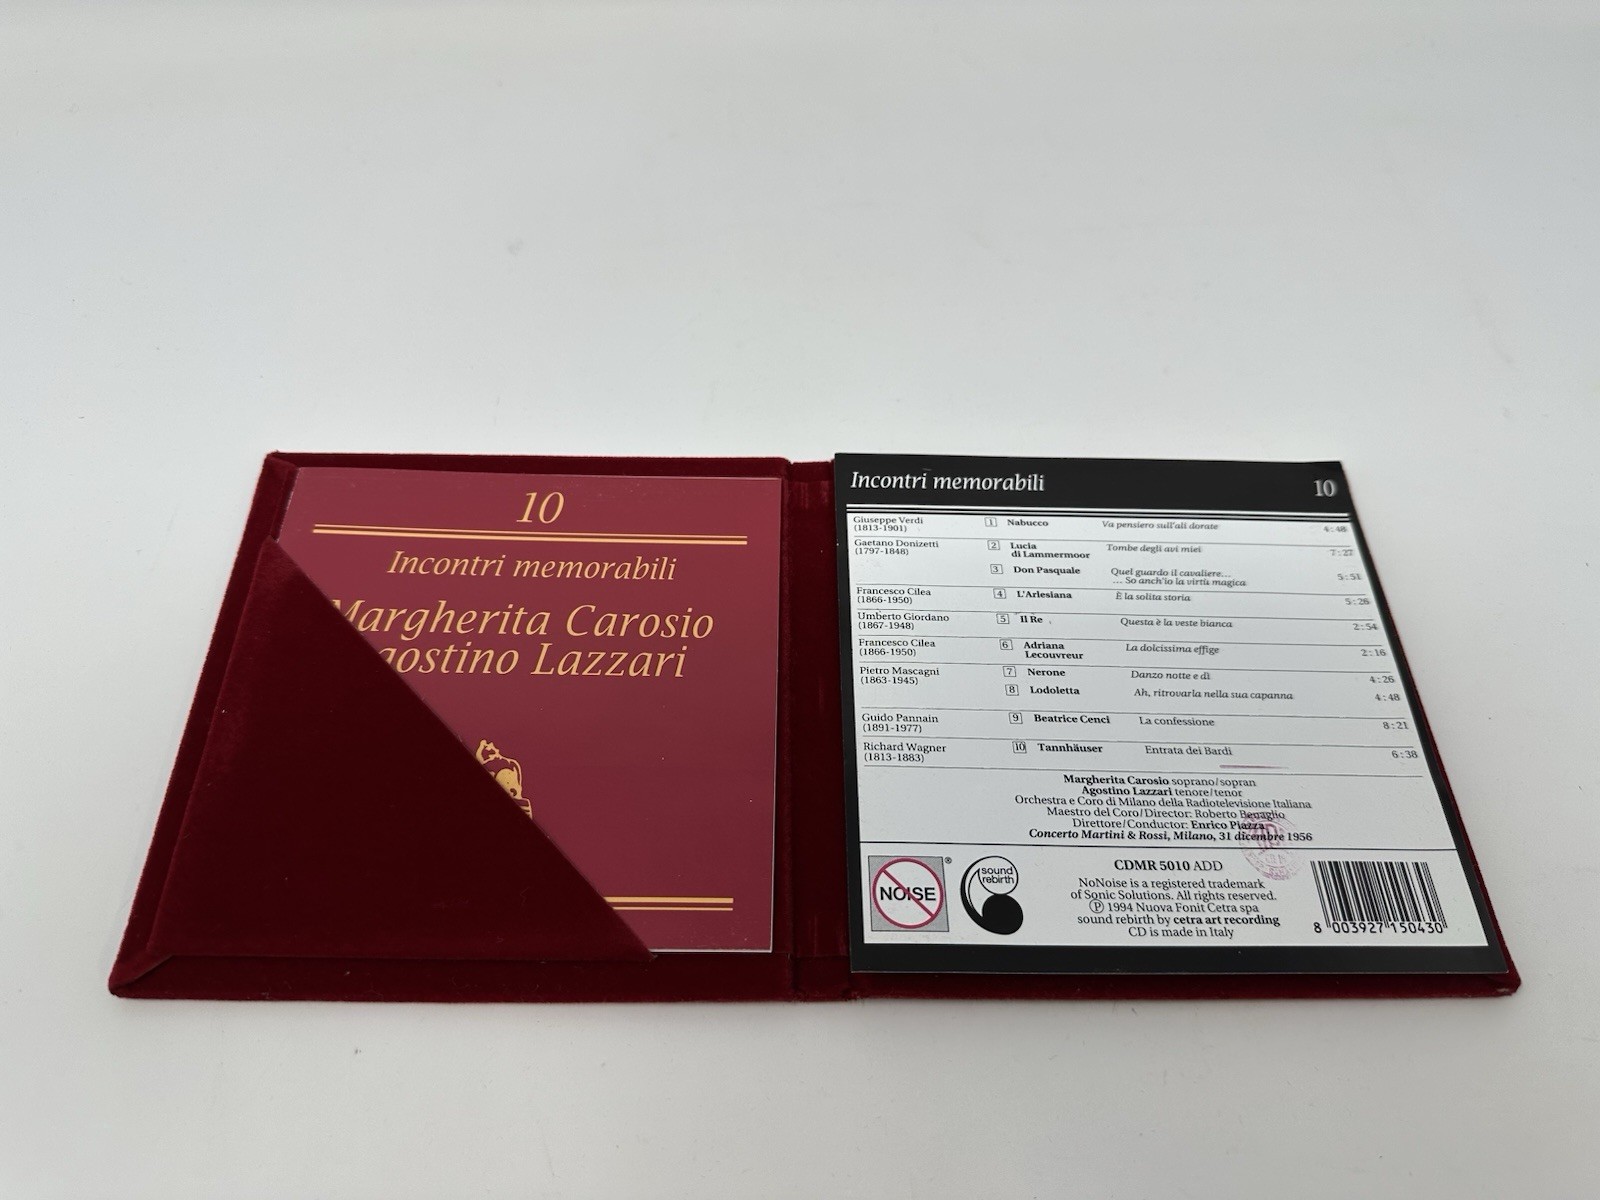 10
Incontri memorabili
Margherita Carosio
gostino Lazzari
Incontri memorabili 10
Giuseppe Verdi 1 Nabucco Va pensiero sull'ali dorate 4:48
(1813-1901)
Gaetano Donizetti 2 Lucia Tombe degli avi miei 7:27
(1797-1848) di Lammermoor
3 Don Pasquale Quel guardo il cavaliere... 5:51
... So anch'io la virtù magica
Francesco Cilea 4 L'Arlesiana È la solita storia 5:26
(1866-1950)
Umberto Giordano 5 Il Re Questa è la veste bianca 2:54
(1867-1948)
Francesco Cilea 6 Adriana La dolcissima effige 2:16
(1866-1950) Lecouvreur
Pietro Mascagni 7 Nerone Danzo notte e dì 4:26
(1863-1945)
8 Lodoletta Ah, ritrovarla nella sua capanna 4:48
Guido Pannain 9 Beatrice Cenci La confessione 8:21
(1891-1977)
Richard Wagner 10 Tannhäuser Entrata dei Bardi 6:38
(1813-1883)
Margherita Carosio soprano/sopran
Agostino Lazzari tenore/tenor
Orchestra e Coro di Milano della Radiotelevisione Italiana
Maestro del Coro/Director: Roberto Benaglio
Direttore/Conductor: Enrico Piazza
Concerto Martini & Rossi, Milano, 31 dicembre 1956
NOISE
®
sound
rebirth
CDMR 5010 ADD
NoNoise is a registered trademark
of Sonic Solutions. All rights reserved.
Ⓟ 1994 Nuova Fonit Cetra spa
sound rebirth by cetra art recording
CD is made in Italy
8 003927 150430